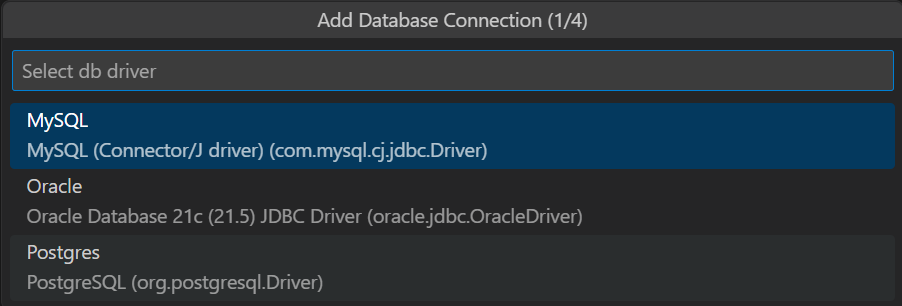 Add Database Connection (1/4)
Select db driver
MySQL
MySQL (Connector/J driver) (com.mysql.cj.jdbc.Driver)
Oracle
Oracle Database 21c (21.5) JDBC Driver (oracle.jdbc.OracleDriver)
Postgres
PostgreSQL (org.postgresql.Driver)